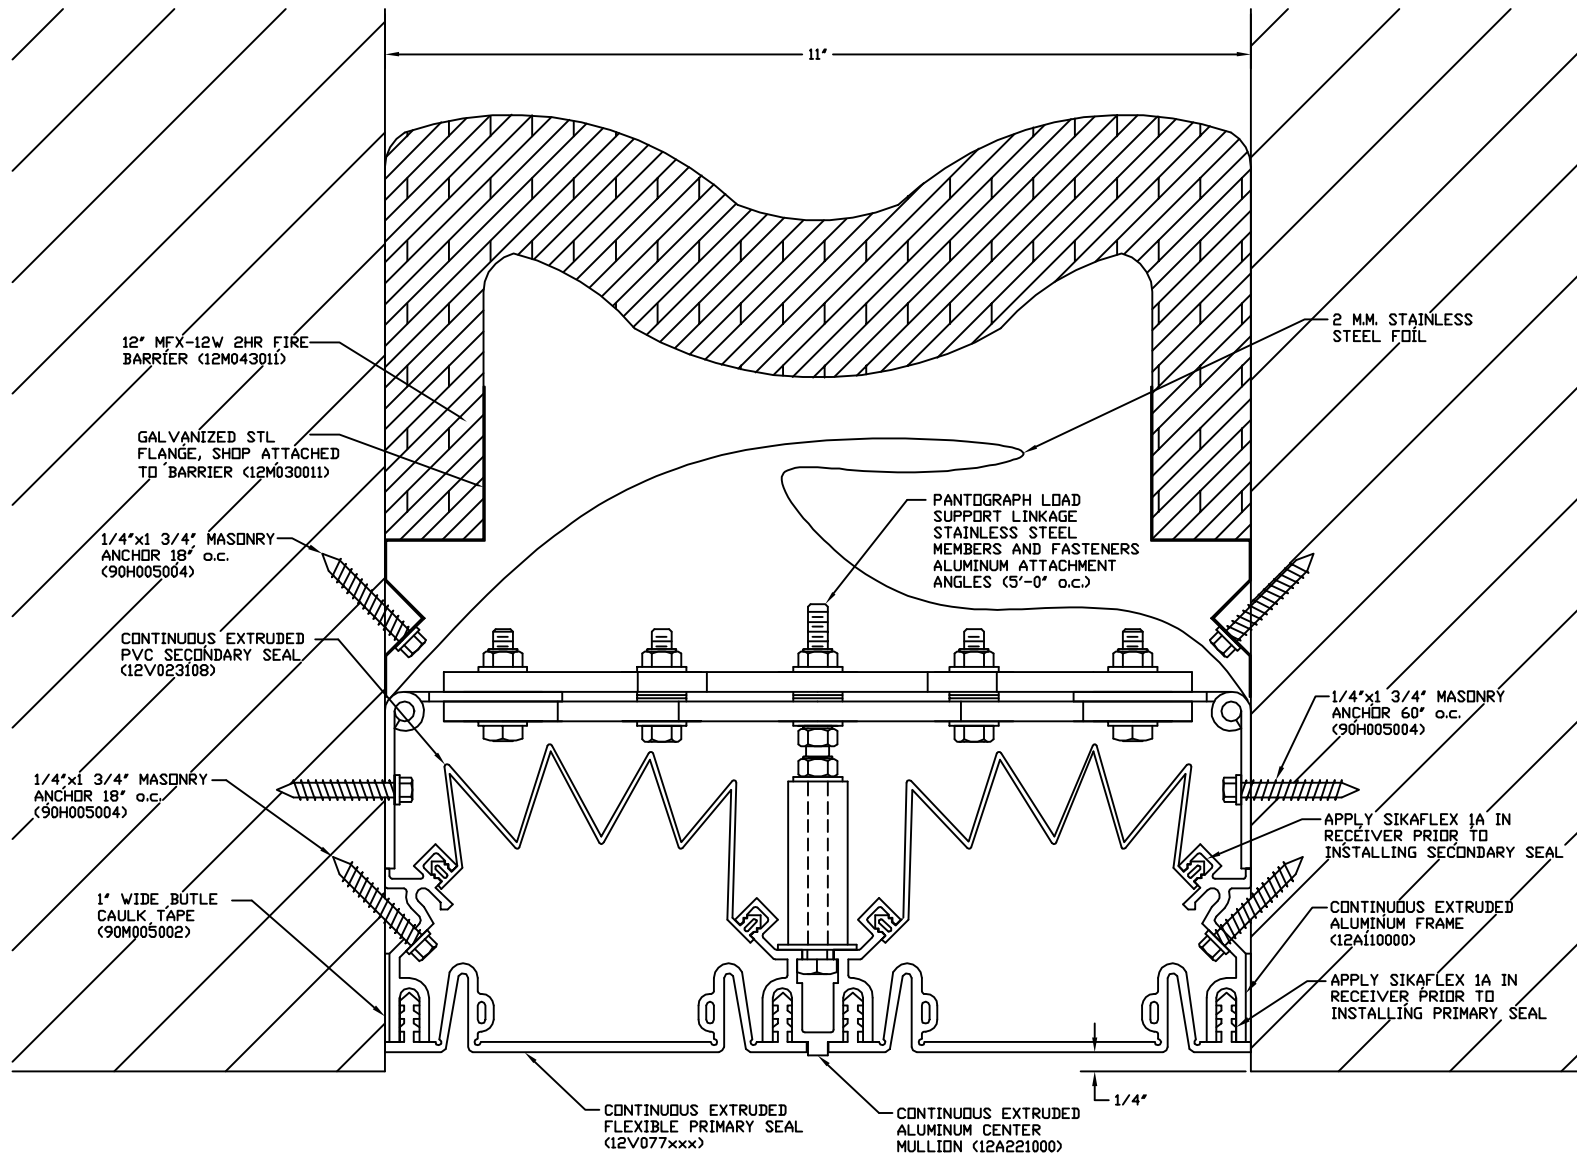 11"
12" MFX-12W 2HR FIRE
BARRIER (12M043011)
2 M.M. STAINLESS
STEEL FOIL
GALVANIZED STL
FLANGE, SHOP ATTACHED
TO BARRIER (12M030011)
PANTOGRAPH LOAD
SUPPORT LINKAGE
STAINLESS STEEL
MEMBERS AND FASTENERS
ALUMINUM ATTACHMENT
ANGLES (5'-0" o.c.)
1/4"x1 3/4" MASONRY
ANCHOR 18" o.c.
(90H005004)
CONTINUOUS EXTRUDED
PVC SECONDARY SEAL
(12V023108)
1/4"x1 3/4" MASONRY
ANCHOR 60" o.c.
(90H005004)
1/4"x1 3/4" MASONRY
ANCHOR 18" o.c.
(90H005004)
APPLY SIKAFLEX 1A IN
RECEIVER PRIOR TO
INSTALLING SECONDARY SEAL
1" WIDE BUTLE
CAULK TAPE
(90M005002)
CONTINUOUS EXTRUDED
ALUMINUM FRAME
(12A110000)
APPLY SIKAFLEX 1A IN
RECEIVER PRIOR TO
INSTALLING PRIMARY SEAL
1/4"
CONTINUOUS EXTRUDED
FLEXIBLE PRIMARY SEAL
(12V077xxx)
CONTINUOUS EXTRUDED
ALUMINUM CENTER
MULLION (12A221000)